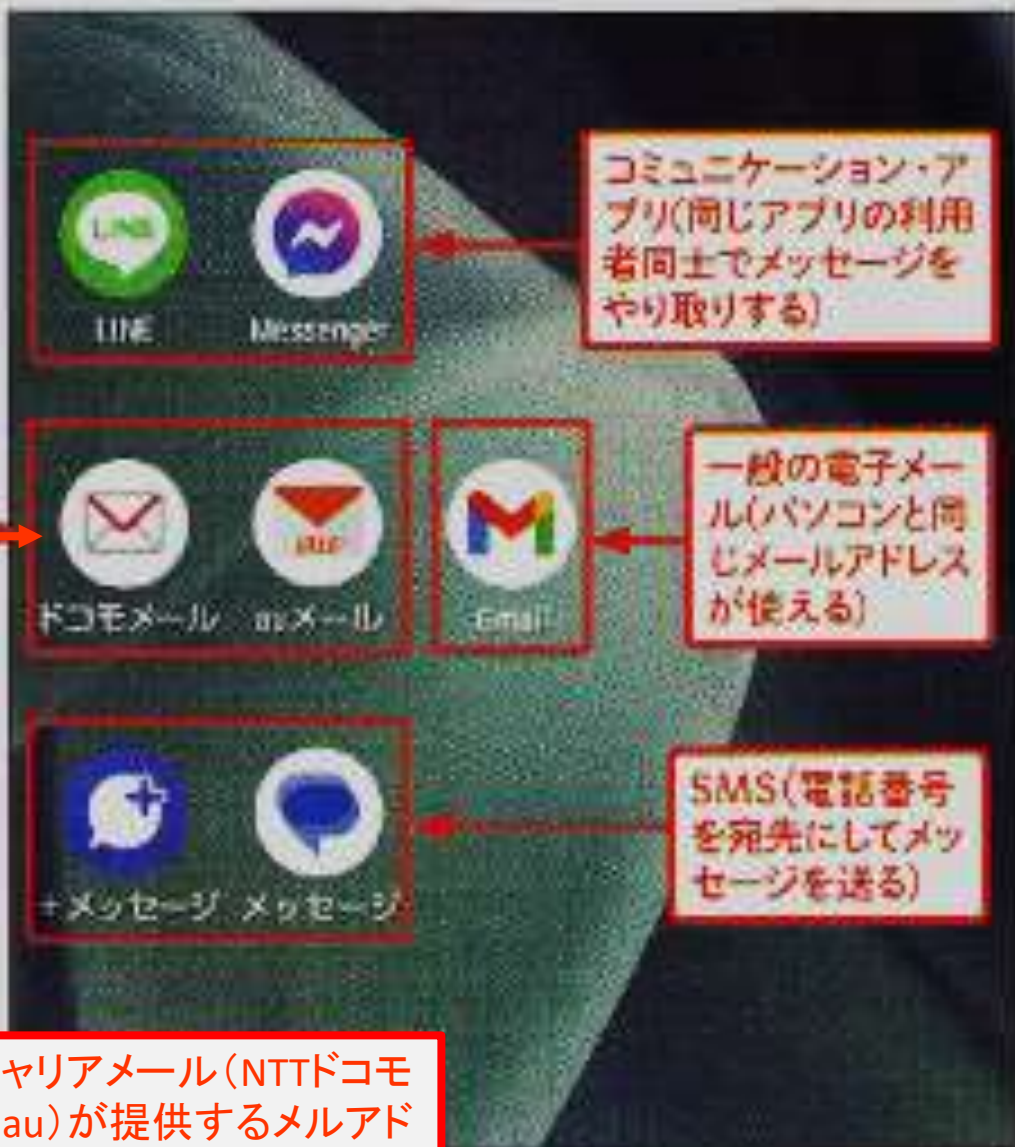 コミュニケーション・ア
プリ(同じアプリの利用
者同士でメッセージを
やり取りする)
LINE
LINE
Messenger
一般の電子メー
ル(パソコンと同
じメールアドレス
が使える)
au
ドコモメール
auメール
Gmail
SMS(電話番号
を宛先にしてメッ
セージを送る)
+メッセージ
メッセージ
ャリアメール(NTTドコモ
au)が提供するメルアド